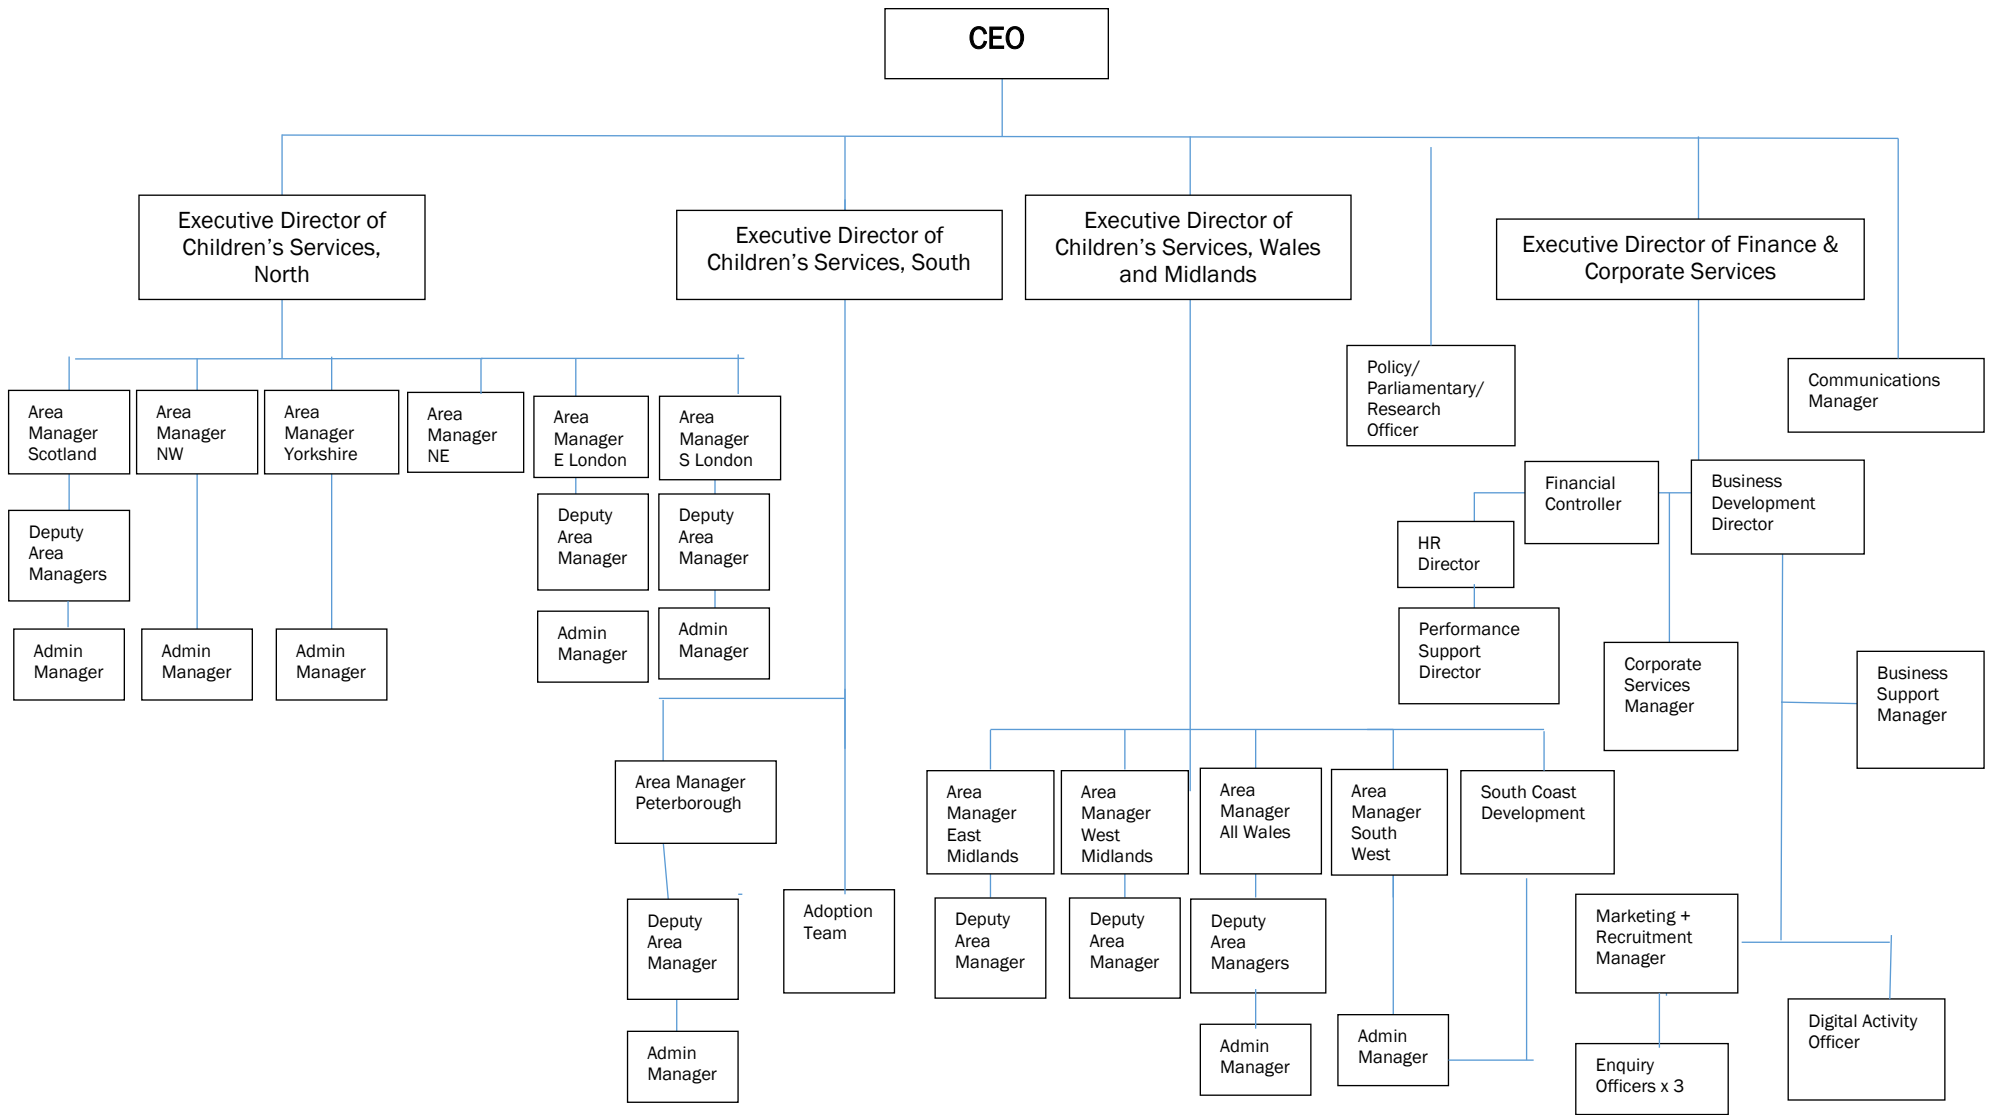 CEO
Executive Director of
Children’s Services,
North
Executive Director of
Children’s Services, South
Executive Director of
Children’s Services, Wales
and Midlands
Executive Director of Finance &
Corporate Services
Policy/
Parliamentary/
Research
Officer
Communications
Manager
Area
Manager
Scotland
Area
Manager
NW
Area
Manager
Yorkshire
Area
Manager
NE
Area
Manager
E London
Area
Manager
S London
Financial
Controller
Business
Development
Director
Deputy
Area
Managers
Deputy
Area
Manager
Deputy
Area
Manager
HR
Director
Performance
Support
Director
Admin
Manager
Admin
Manager
Admin
Manager
Admin
Manager
Admin
Manager
Corporate
Services
Manager
Business
Support
Manager
Area Manager
Peterborough
Area
Manager
East
Midlands
Area
Manager
West
Midlands
Area
Manager
All Wales
Area
Manager
South
West
South Coast
Development
Deputy
Area
Manager
Adoption
Team
Deputy
Area
Manager
Deputy
Area
Manager
Deputy
Area
Managers
Marketing +
Recruitment
Manager
Admin
Manager
Admin
Manager
Admin
Manager
Enquiry
Officers x 3
Digital Activity
Officer